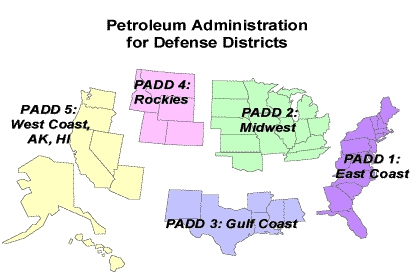 Petroleum Administration
for Defense Districts
PADD 4:
Rockies
PADD 5:
West Coast,
AK, HI
PADD 2:
Midwest
PADD 1:
East Coast
PADD 3: Gulf Coast